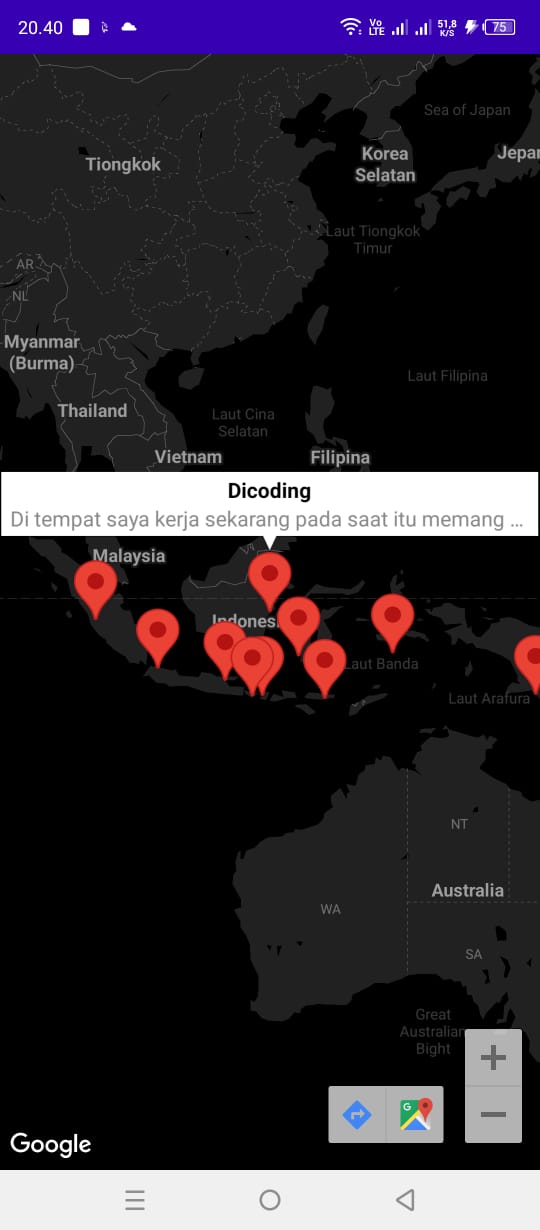 20.40
Vo
LTE
51,8
K/S
75
Sea of Japan
Tiongkok
Korea
Selatan
Jepan
Laut Tiongkok
Timur
AR
NL
Myanmar
(Burma)
Laut Filipina
Thailand
Laut Cina
Selatan
Vietnam
Filipina
Dicoding
Di tempat saya kerja sekarang pada saat itu memang ...
Malaysia
Indones
Laut Banda
Laut Arafura
NT
Australia
WA
SA
Great
Australian
Bight
+
−
G
Google